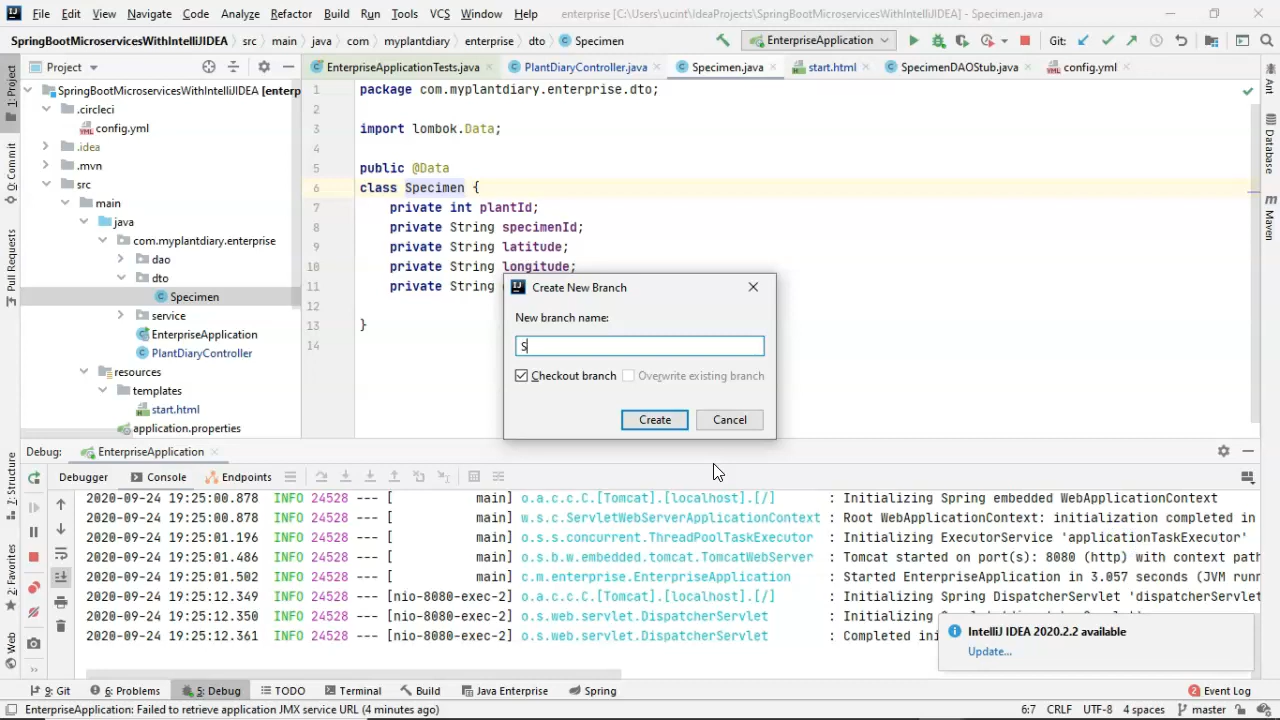 File Edit View Navigate Code Analyze Refactor Build Run Tools VCS Window Help enterprise [C:\Users\ucint\IdeaProjects\SpringBootMicroservicesWithIntelliJIDEA] - Specimen.java
SpringBootMicroservicesWithIntelliJIDEA src main java com myplantdiary enterprise dto Specimen EnterpriseApplication Git:
Project EnterpriseApplicationTests.java PlantDiaryController.java Specimen.java start.html SpecimenDAOStub.java config.yml
1: Project
0: Commit
Pull Requests
2: Structure
2: Favorites
Web
Ant
Database
Maven
SpringBootMicroservicesWithIntelliJIDEA [enterp
.circleci
config.yml
.idea
.mvn
src
main
java
com.myplantdiary.enterprise
dao
dto
Specimen
service
EnterpriseApplication
PlantDiaryController
resources
templates
start.html
application.properties
1 package com.myplantdiary.enterprise.dto;
2
3 import lombok.Data;
4
5 public @Data
6 class Specimen {
7 private int plantId;
8 private String specimenId;
9 private String latitude;
10 private String longitude;
11 private String
12
13 }
14
Create New Branch
New branch name:
S
Checkout branch Overwrite existing branch
Create Cancel
Debug: EnterpriseApplication
Debugger Console Endpoints
2020-09-24 19:25:00.878 INFO 24528 --- [ main] o.a.c.c.C.[Tomcat].[localhost].[/] : Initializing Spring embedded WebApplicationContext
2020-09-24 19:25:00.878 INFO 24528 --- [ main] w.s.c.ServletWebServerApplicationContext : Root WebApplicationContext: initialization completed in
2020-09-24 19:25:01.196 INFO 24528 --- [ main] o.s.s.concurrent.ThreadPoolTaskExecutor : Initializing ExecutorService 'applicationTaskExecutor'
2020-09-24 19:25:01.486 INFO 24528 --- [ main] o.s.b.w.embedded.tomcat.TomcatWebServer : Tomcat started on port(s): 8080 (http) with context path
2020-09-24 19:25:01.502 INFO 24528 --- [ main] c.m.enterprise.EnterpriseApplication : Started EnterpriseApplication in 3.057 seconds (JVM runn
2020-09-24 19:25:12.349 INFO 24528 --- [nio-8080-exec-2] o.a.c.c.C.[Tomcat].[localhost].[/] : Initializing Spring DispatcherServlet 'dispatcherServlet
2020-09-24 19:25:12.350 INFO 24528 --- [nio-8080-exec-2] o.s.web.servlet.DispatcherServlet : Initializing
2020-09-24 19:25:12.361 INFO 24528 --- [nio-8080-exec-2] o.s.web.servlet.DispatcherServlet : Completed ini
IntelliJ IDEA 2020.2.2 available
Update...
9: Git 6: Problems 5: Debug TODO Terminal Build Java Enterprise Spring Event Log
EnterpriseApplication: Failed to retrieve application JMX service URL (4 minutes ago) 6:7 CRLF UTF-8 4 spaces master